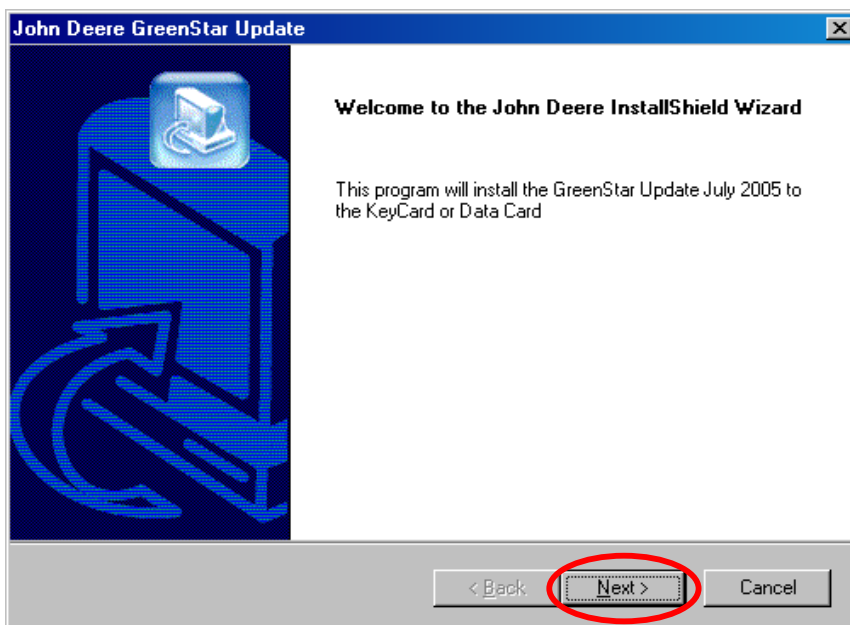 John Deere GreenStar Update
Welcome to the John Deere InstallShield Wizard
This program will install the GreenStar Update July 2005 to
the KeyCard or Data Card
< Back
Next >
Cancel